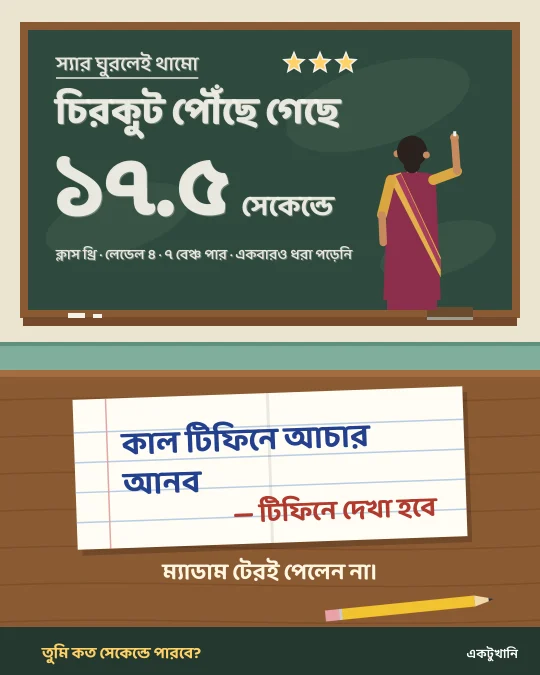 স্যার ঘুরলেই থামো
চিরকুট পৌঁছে গেছে
১৭.৫ সেকেন্ডে
ক্লাস থ্রি · লেভেল ৪ · ৭ বেঞ্চ পার · একবারও ধরা পড়েনি
কাল টিফিনে আচার
আনব
— টিফিনে দেখা হবে
ম্যাডাম টেরই পেলেন না।
তুমি কত সেকেন্ডে পারবে?
একটুখানি